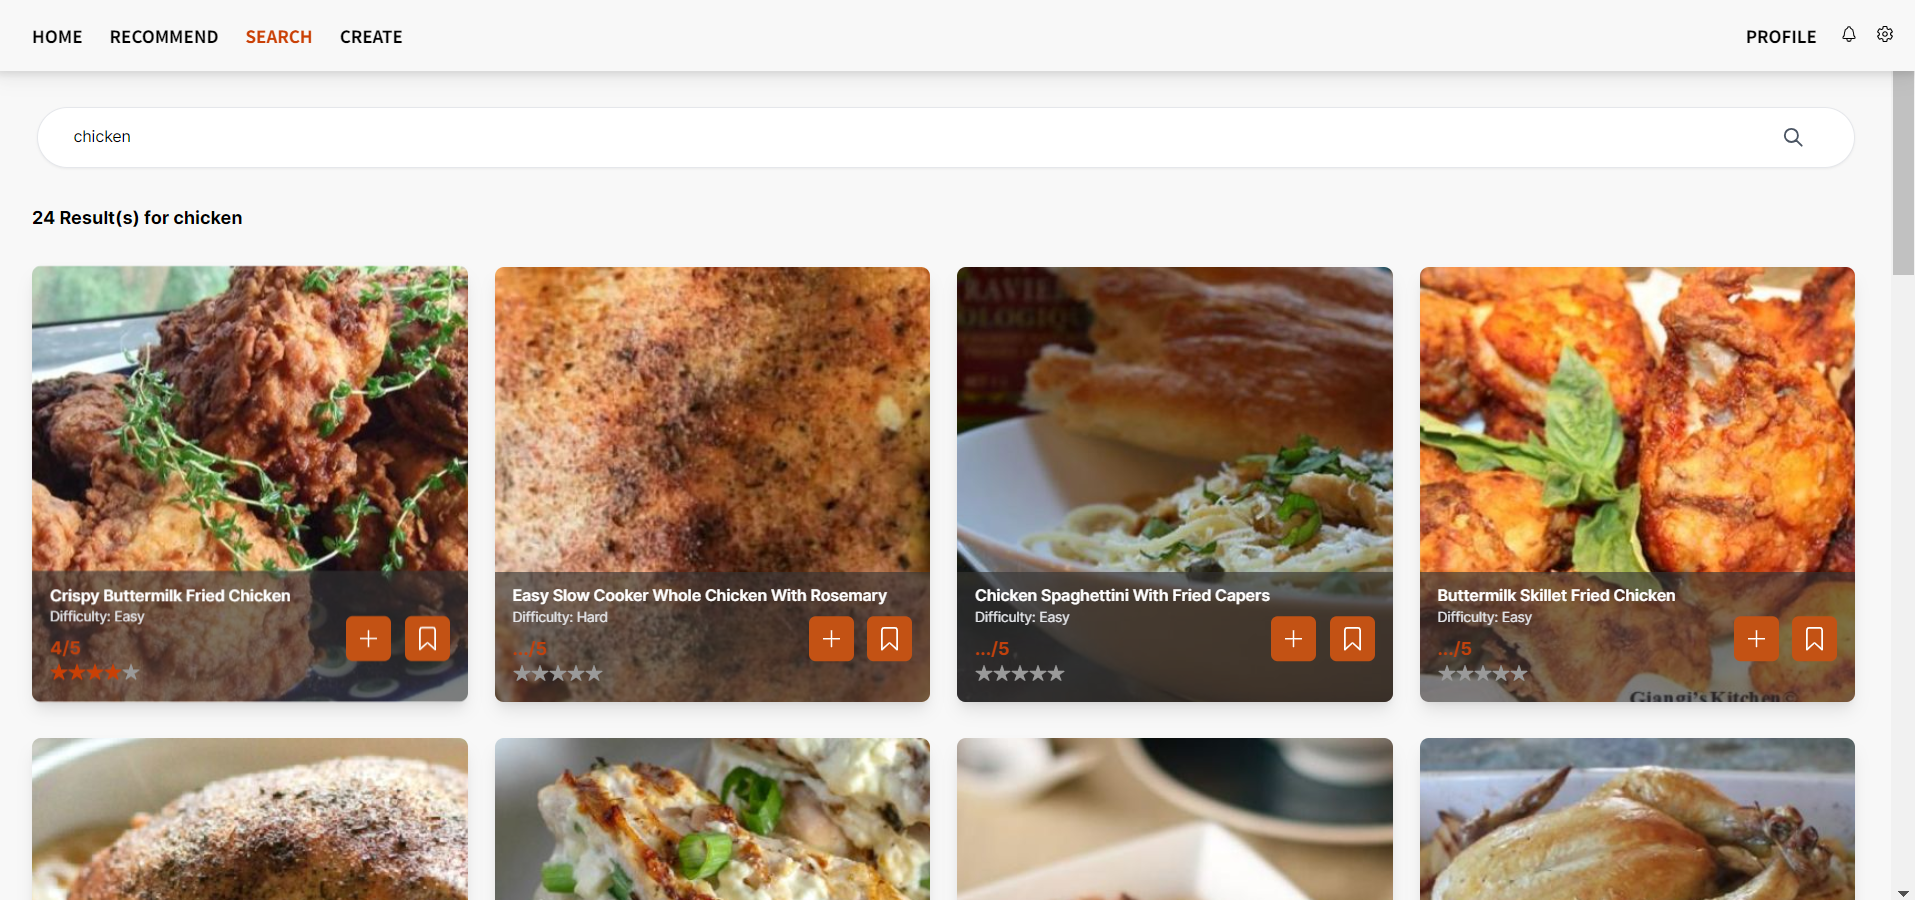 HOME RECOMMEND SEARCH CREATE PROFILE
chicken
24 Result(s) for chicken
Crispy Buttermilk Fried Chicken
Difficulty: Easy
4/5
Easy Slow Cooker Whole Chicken With Rosemary
Difficulty: Hard
.../5
Chicken Spaghettini With Fried Capers
Difficulty: Easy
.../5
Buttermilk Skillet Fried Chicken
Difficulty: Easy
.../5
Giangi's Kitchen ©